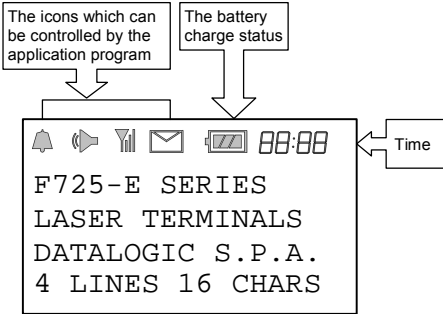 The icons which can
be controlled by the
application program
The battery
charge status
88:88
Time
F725-E SERIES
LASER TERMINALS
DATALOGIC S.P.A.
4 LINES 16 CHARS